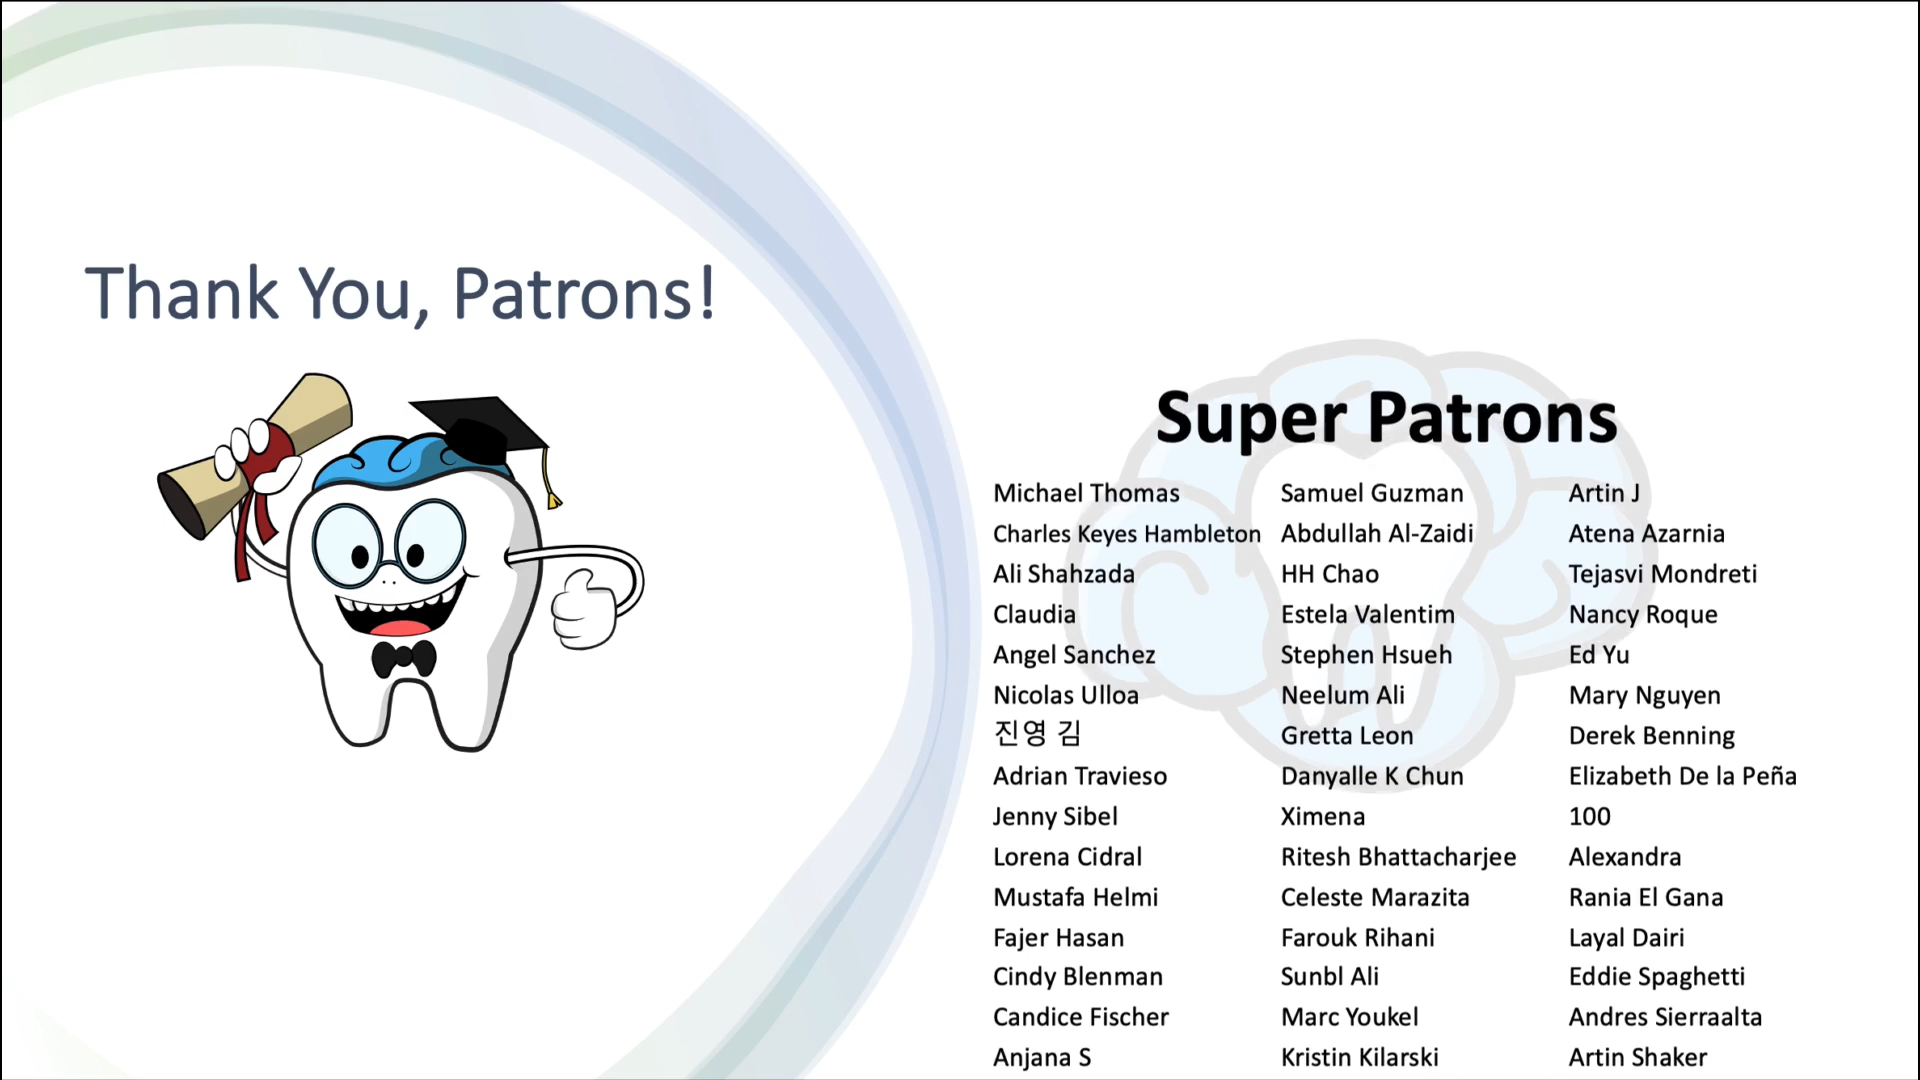 Thank You, Patrons!
Super Patrons
Michael Thomas Samuel Guzman Artin J
Charles Keyes Hambleton Abdullah Al-Zaidi Atena Azarnia
Ali Shahzada HH Chao Tejasvi Mondreti
Claudia Estela Valentim Nancy Roque
Angel Sanchez Stephen Hsueh Ed Yu
Nicolas Ulloa Neelum Ali Mary Nguyen
진영 김 Gretta Leon Derek Benning
Adrian Travieso Danyalle K Chun Elizabeth De la Peña
Jenny Sibel Ximena 100
Lorena Cidral Ritesh Bhattacharjee Alexandra
Mustafa Helmi Celeste Marazita Rania El Gana
Fajer Hasan Farouk Rihani Layal Dairi
Cindy Blenman Sunbl Ali Eddie Spaghetti
Candice Fischer Marc Youkel Andres Sierraalta
Anjana S Kristin Kilarski Artin Shaker